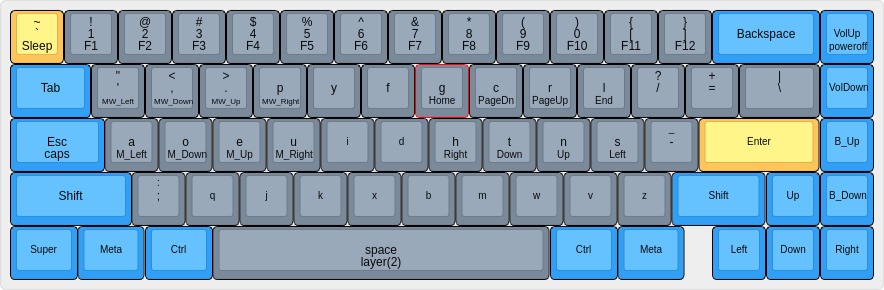 ~
`
Sleep
!
1
F1
@
2
F2
#
3
F3
$
4
F4
%
5
F5
^
6
F6
&
7
F7
*
8
F8
(
9
F9
)
0
F10
{
F11
}
F12
Backspace
VolUp
poweroff
Tab
"
'
MW_Left
<
,
MW_Down
>
.
MW_Up
p
MW_Right
y
f
g
Home
c
PageDn
r
PageUp
l
End
?
/
+
=
|
\
VolDown
Esc
caps
a
M_Left
o
M_Down
e
M_Up
u
M_Right
i
d
h
Right
t
Down
n
Up
s
Left
_
-
Enter
B_Up
Shift
:
;
q
j
k
x
b
m
w
v
z
Shift
Up
B_Down
Super
Meta
Ctrl
space
layer(2)
Ctrl
Meta
Left
Down
Right